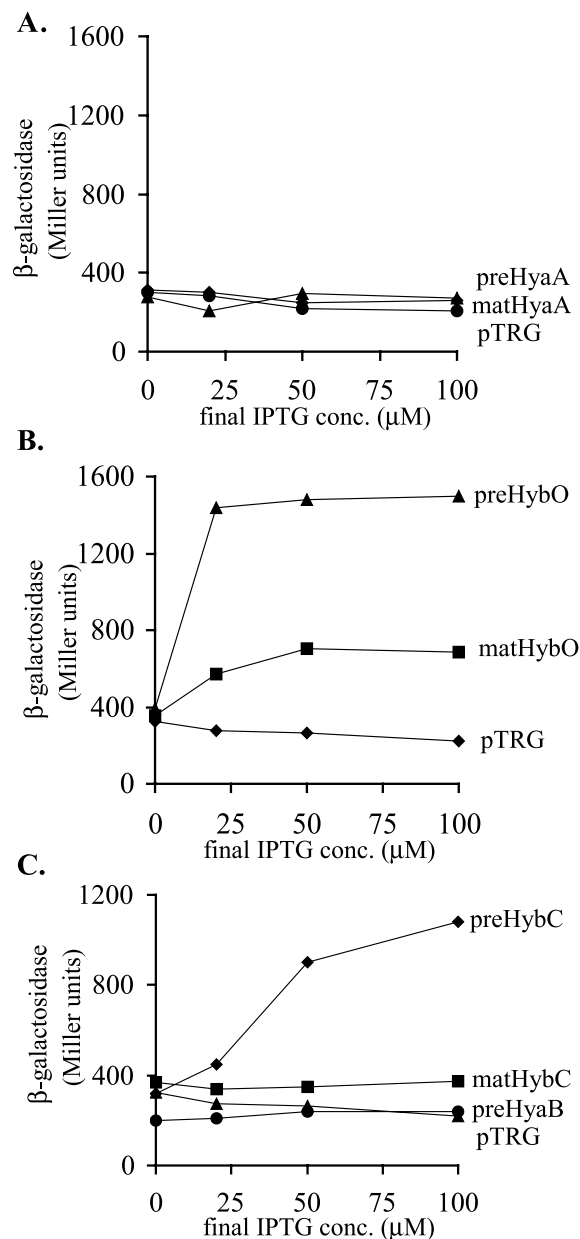 A.
1600
1200
800
400
0
β-galactosidase
(Miller units)
preHyaA
matHyaA
pTRG
0 25 50 75 100
final IPTG conc. (μM)
B.
1600
1200
800
400
0
β-galactosidase
(Miller units)
preHybO
matHybO
pTRG
0 25 50 75 100
final IPTG conc. (μM)
C.
1200
800
400
0
β-galactosidase
(Miller units)
preHybC
matHybC
preHyaB
pTRG
0 25 50 75 100
final IPTG conc. (μM)